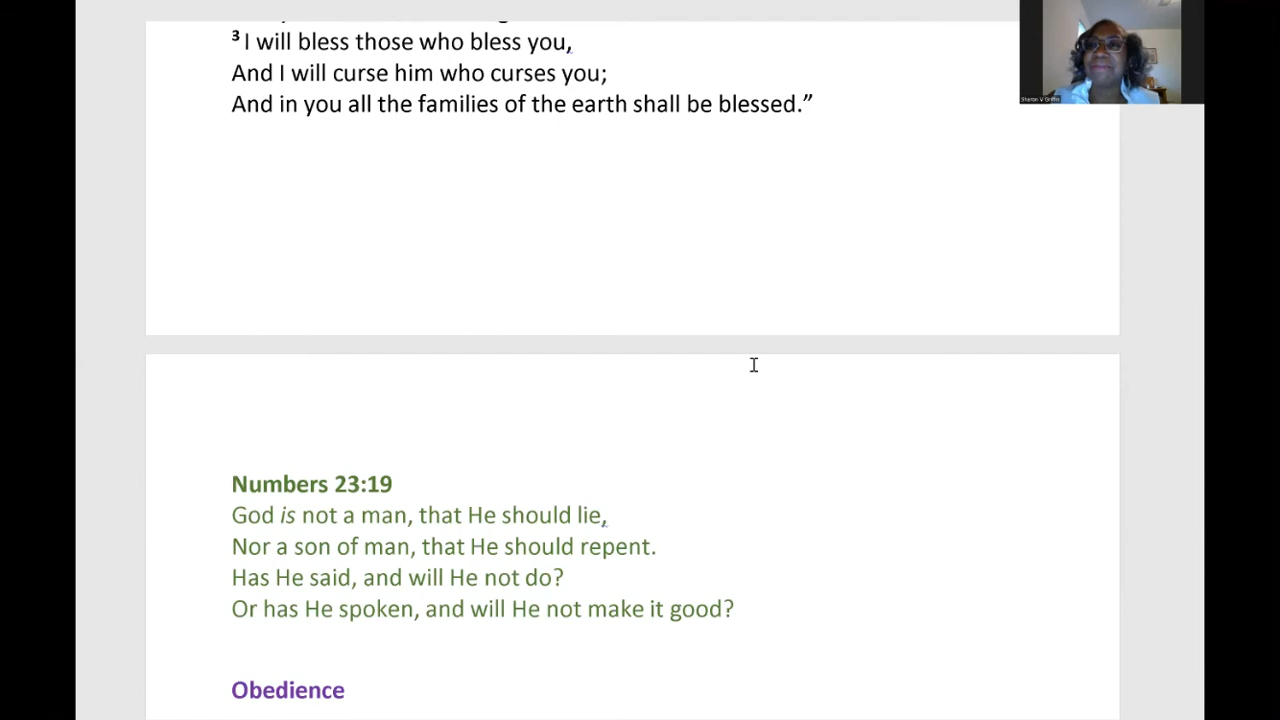 3 I will bless those who bless you,
And I will curse him who curses you;
And in you all the families of the earth shall be blessed.”
Sharon V Griffin
Numbers 23:19
God is not a man, that He should lie,
Nor a son of man, that He should repent.
Has He said, and will He not do?
Or has He spoken, and will He not make it good?
Obedience